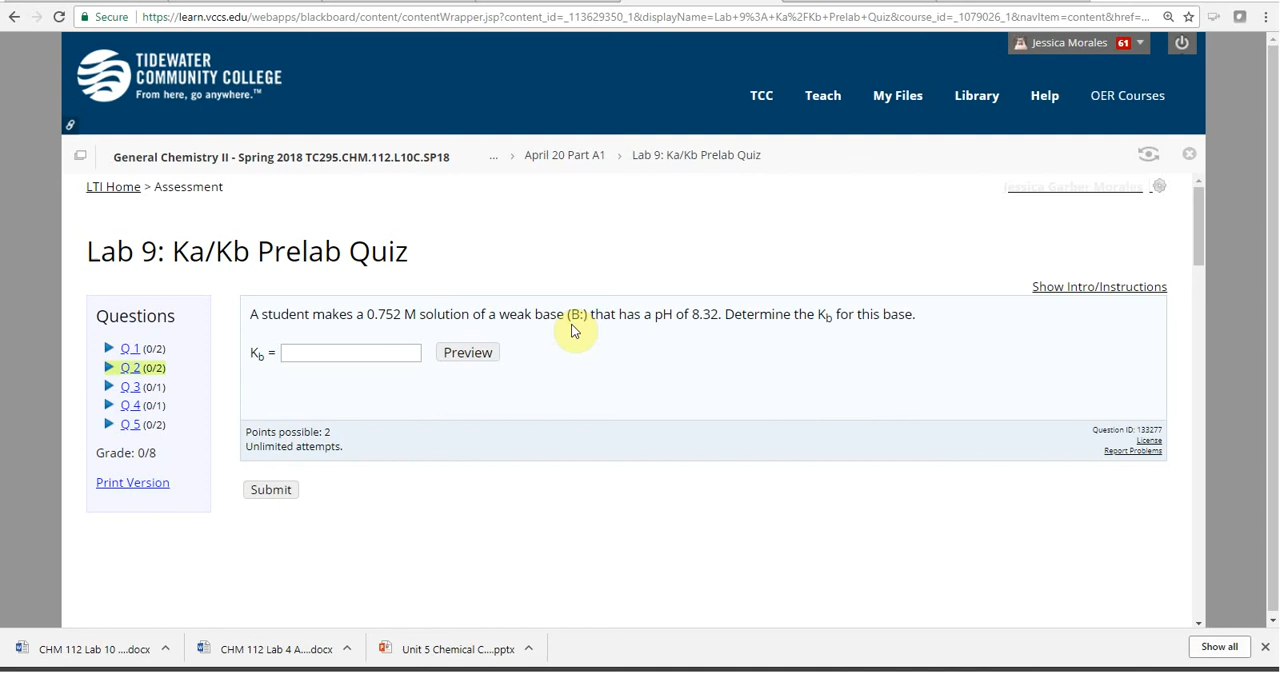 Secure https://learn.vccs.edu/webapps/blackboard/content/contentWrapper.jsp?content_id=_113629350_1&displayName=Lab+9%3A+Ka%2FKb+Prelab+Quiz&course_id=_1079026_1&navItem=content&href=...
TIDEWATER
COMMUNITY COLLEGE
From here, go anywhere.™
Jessica Morales 61
TCC Teach My Files Library Help OER Courses
General Chemistry II - Spring 2018 TC295.CHM.112.L10C.SP18 ... > April 20 Part A1 > Lab 9: Ka/Kb Prelab Quiz
LTI Home > Assessment
Jessica Garber Morales
Lab 9: Ka/Kb Prelab Quiz
Show Intro/Instructions
Questions
Q 1 (0/2)
Q 2 (0/2)
Q 3 (0/1)
Q 4 (0/1)
Q 5 (0/2)
Grade: 0/8
Print Version
A student makes a 0.752 M solution of a weak base (B:) that has a pH of 8.32. Determine the Kb for this base.
Kb = Preview
Points possible: 2
Unlimited attempts.
Question ID: 133277
License
Report Problems
Submit
CHM 112 Lab 10 ....docx CHM 112 Lab 4 A....docx Unit 5 Chemical C....pptx Show all